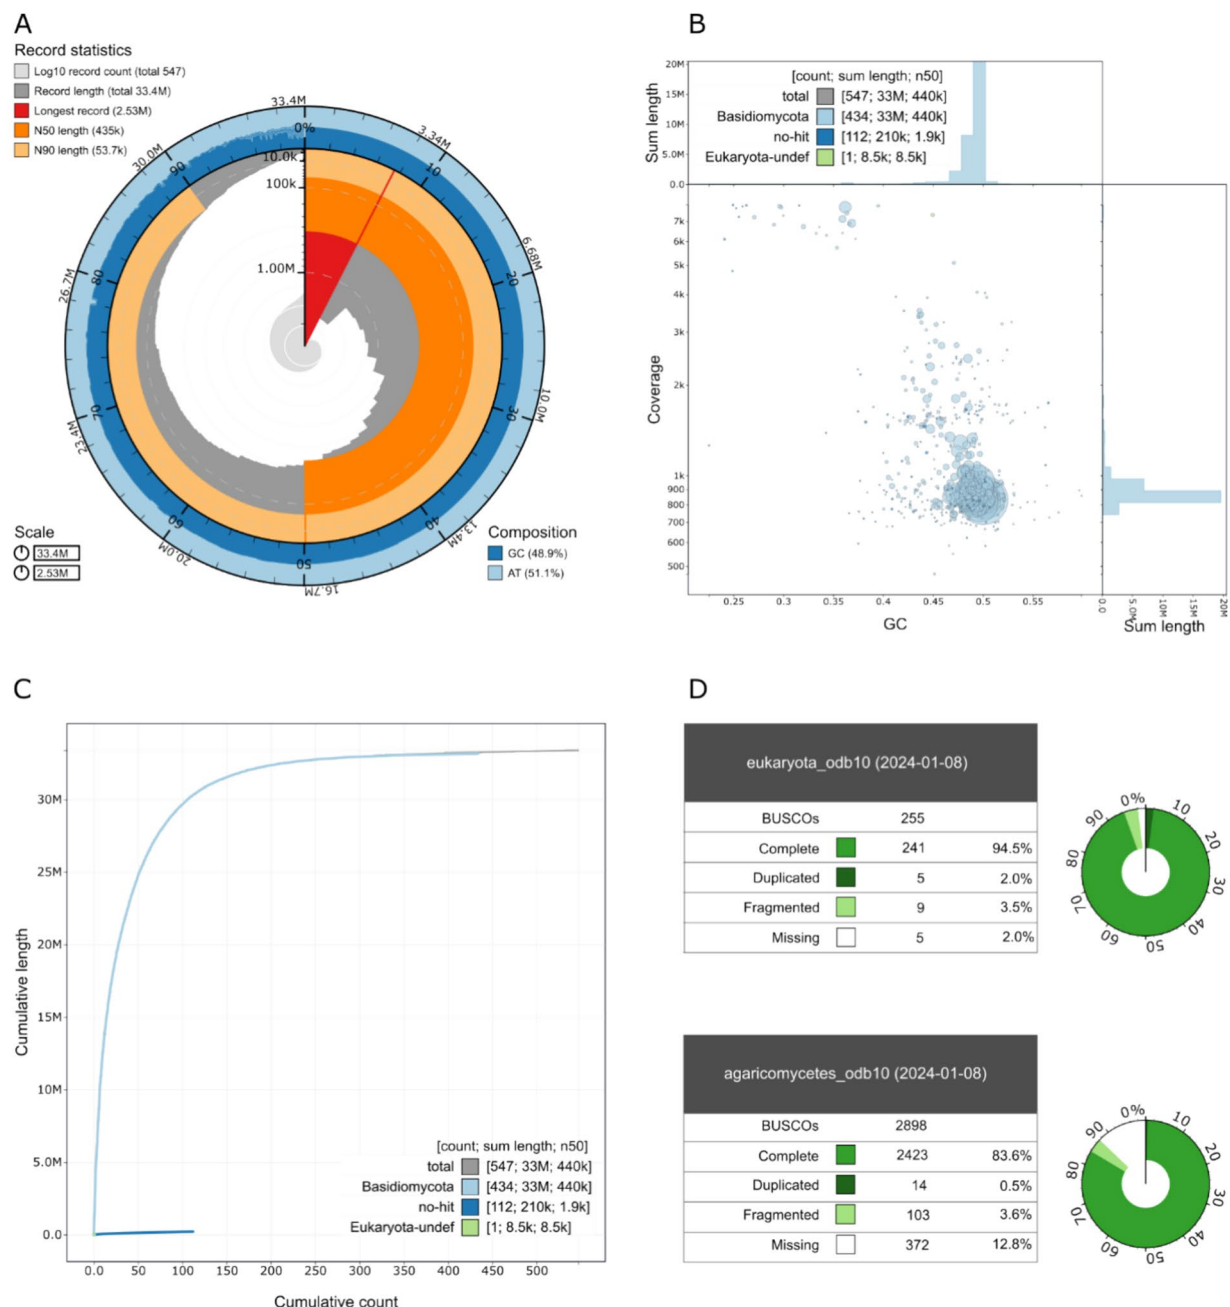 A
Record statistics
Log10 record count (total 547)
Record length (total 33.4M)
Longest record (2.53M)
N50 length (435k)
N90 length (53.7k)
33.4M
3.34M
6.68M
10.0M
13.4M
16.7M
20.0M
23.4M
26.7M
30.0M
0%
10
20
30
40
50
60
70
80
90
10.0k
100k
1.00M
Scale
33.4M
2.53M
Composition
GC (48.9%)
AT (51.1%)
B
Sum length
20M
15M
10M
5.0M
0.0
[count; sum length; n50]
total [547; 33M; 440k]
Basidiomycota [434; 33M; 440k]
no-hit [112; 210k; 1.9k]
Eukaryota-undef [1; 8.5k; 8.5k]
Coverage
7k
6k
5k
4k
3k
2k
1k
900
800
700
600
500
0.25 0.3 0.35 0.4 0.45 0.5 0.55
GC
0.0 5.0M 10M 15M 20M
Sum length
C
Cumulative length
30M
25M
20M
15M
10M
5.0M
0.0
[count; sum length; n50]
total [547; 33M; 440k]
Basidiomycota [434; 33M; 440k]
no-hit [112; 210k; 1.9k]
Eukaryota-undef [1; 8.5k; 8.5k]
0.0 50 100 150 200 250 300 350 400 450 500
Cumulative count
D
eukaryota_odb10 (2024-01-08)
BUSCOs 255
Complete 241 94.5%
Duplicated 5 2.0%
Fragmented 9 3.5%
Missing 5 2.0%
0%
10
20
30
40
50
60
70
80
90
agaricomycetes_odb10 (2024-01-08)
BUSCOs 2898
Complete 2423 83.6%
Duplicated 14 0.5%
Fragmented 103 3.6%
Missing 372 12.8%
0%
10
20
30
40
50
60
70
80
90